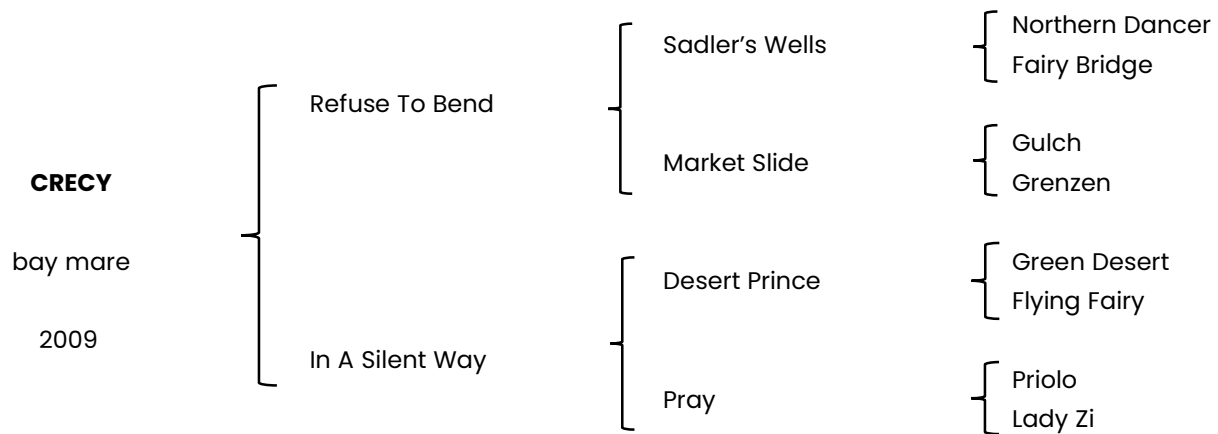 CRECY
bay mare
2009
Refuse To Bend
In A Silent Way
Sadler’s Wells
Market Slide
Desert Prince
Pray
Northern Dancer
Fairy Bridge
Gulch
Grenzen
Green Desert
Flying Fairy
Priolo
Lady Zi